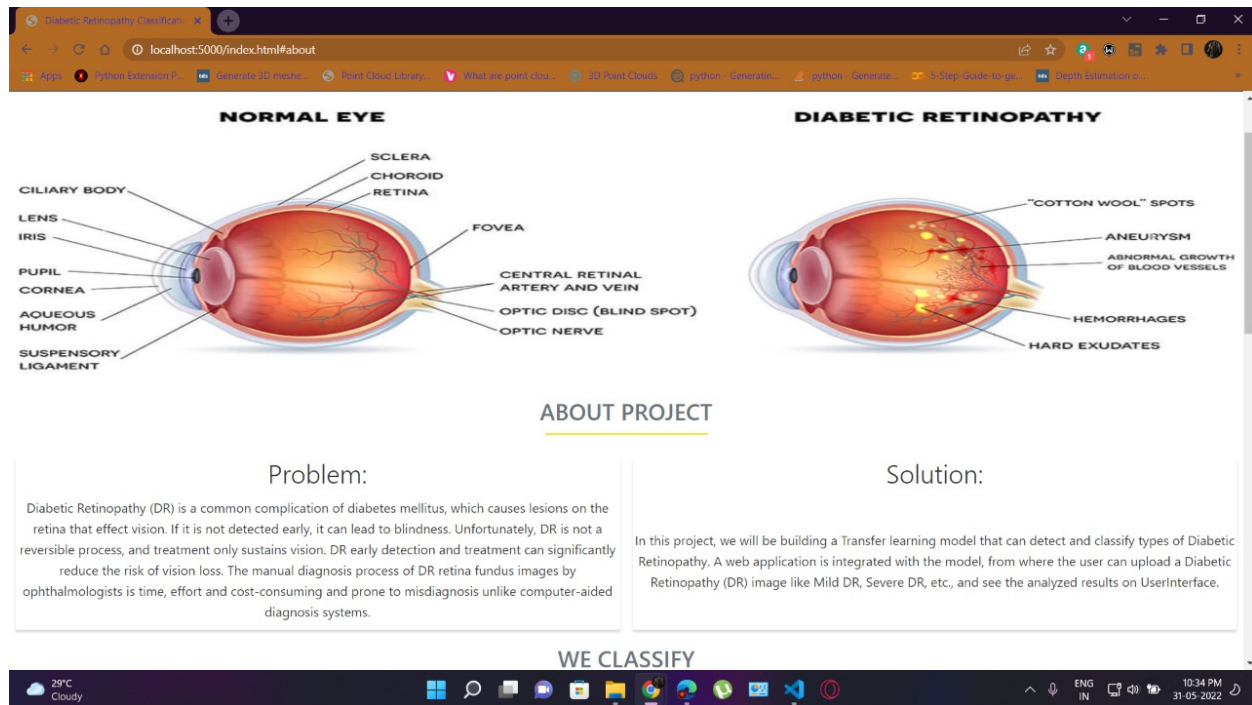 Diabetic Retinopathy Classificati
localhost:5000/index.html#about
Apps
Python Extension P...
Generate 3D meshe...
Point Cloud Library...
What are point clou...
3D Point Clouds
python - Generatin...
python - Generate...
5-Step-Guide-to-ge...
Depth Estimation o...
NORMAL EYE
SCLERA
CHOROID
RETINA
CILIARY BODY
LENS
IRIS
PUPIL
CORNEA
AQUEOUS
HUMOR
SUSPENSORY
LIGAMENT
FOVEA
CENTRAL RETINAL
ARTERY AND VEIN
OPTIC DISC (BLIND SPOT)
OPTIC NERVE
DIABETIC RETINOPATHY
"COTTON WOOL" SPOTS
ANEURYSM
ABNORMAL GROWTH
OF BLOOD VESSELS
HEMORRHAGES
HARD EXUDATES
ABOUT PROJECT
Problem:
Diabetic Retinopathy (DR) is a common complication of diabetes mellitus, which causes lesions on the
retina that effect vision. If it is not detected early, it can lead to blindness. Unfortunately, DR is not a
reversible process, and treatment only sustains vision. DR early detection and treatment can significantly
reduce the risk of vision loss. The manual diagnosis process of DR retina fundus images by
ophthalmologists is time, effort and cost-consuming and prone to misdiagnosis unlike computer-aided
diagnosis systems.
Solution:
In this project, we will be building a Transfer learning model that can detect and classify types of Diabetic
Retinopathy. A web application is integrated with the model, from where the user can upload a Diabetic
Retinopathy (DR) image like Mild DR, Severe DR, etc., and see the analyzed results on UserInterface.
WE CLASSIFY
29°C
Cloudy
ENG
IN
10:34 PM
31-05-2022